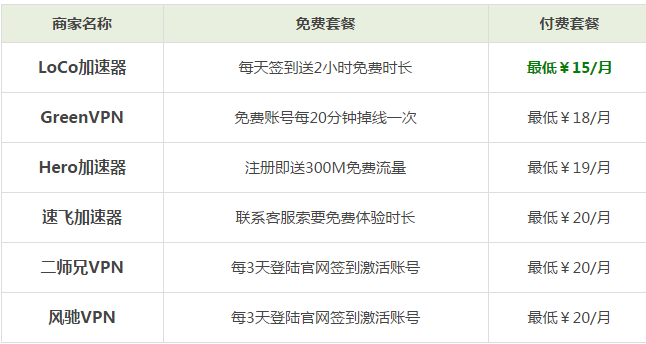 商家名称 免费套餐 付费套餐
LoCo加速器 每天签到送2小时免费时长 最低￥15/月
GreenVPN 免费账号每20分钟掉线一次 最低￥18/月
Hero加速器 注册即送300M免费流量 最低￥19/月
速飞加速器 联系客服索要免费体验时长 最低￥20/月
二师兄VPN 每3天登陆官网签到激活账号 最低￥20/月
风驰VPN 每3天登陆官网签到激活账号 最低￥20/月